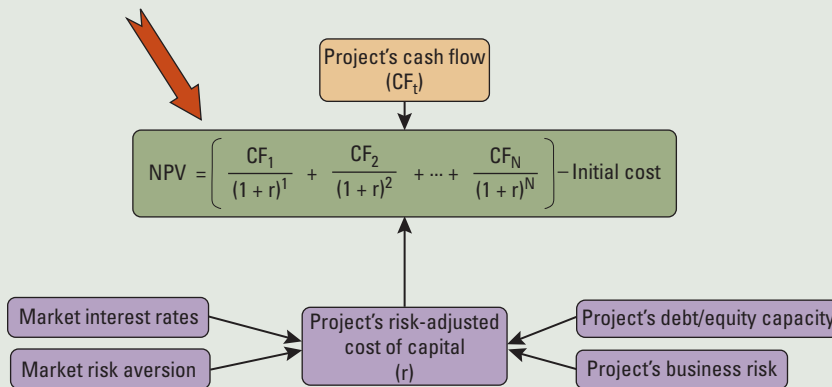 Project's cash flow
(CFt)
NPV = ( CF1 / (1 + r)^1 + CF2 / (1 + r)^2 + ··· + CFN / (1 + r)^N ) – Initial cost
Market interest rates
Market risk aversion
Project's risk-adjusted
cost of capital
(r)
Project's debt/equity capacity
Project's business risk